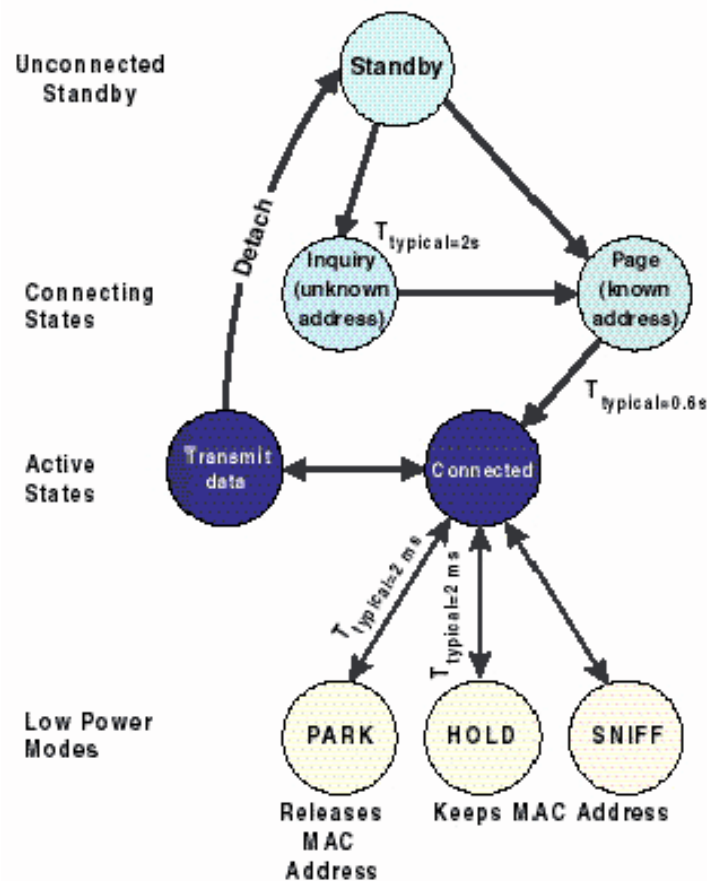 Unconnected
Standby
Standby
Detach
T typical=2s
Inquiry
(unknown
address)
Page
(known
address)
Connecting
States
T typical=0.6s
Active
States
Transmit
data
Connected
T typical=2 ms
T typical=2 ms
Low Power
Modes
PARK
HOLD
SNIFF
Releases
MAC
Address
Keeps MAC Address